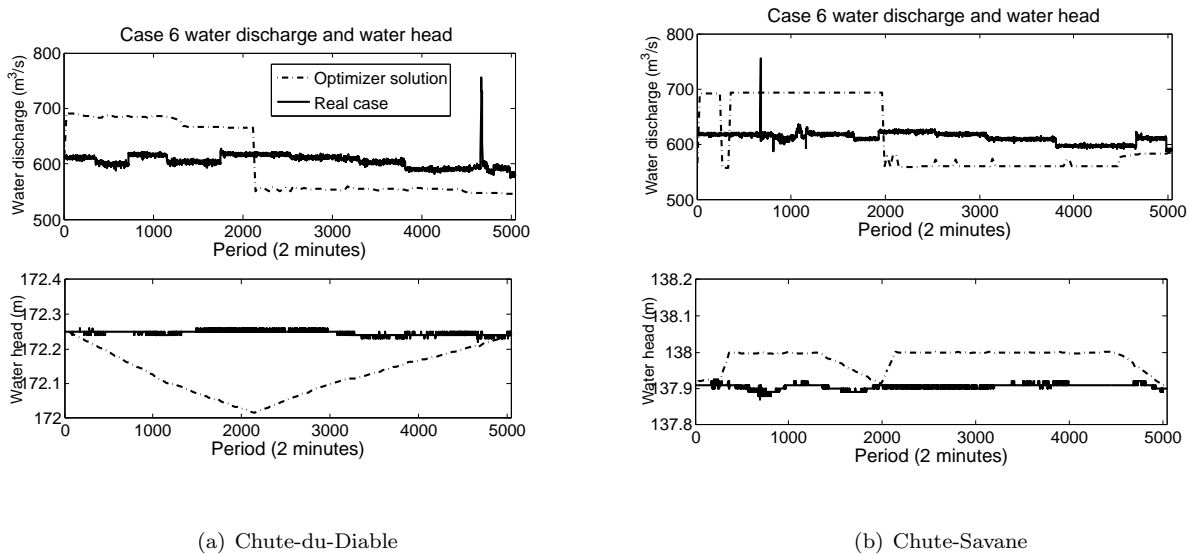 Case 6 water discharge and water head
800
700
600
500
Water discharge (m³/s)
Optimizer solution
Real case
0 1000 2000 3000 4000 5000
Period (2 minutes)
172.4
172.3
172.2
172.1
172
Water head (m)
0 1000 2000 3000 4000 5000
Period (2 minutes)
(a) Chute-du-Diable
Case 6 water discharge and water head
800
700
600
500
Water discharge (m³/s)
0 1000 2000 3000 4000 5000
Period (2 minutes)
138.2
138.1
138
137.9
137.8
Water head (m)
0 1000 2000 3000 4000 5000
Period (2 minutes)
(b) Chute-Savane